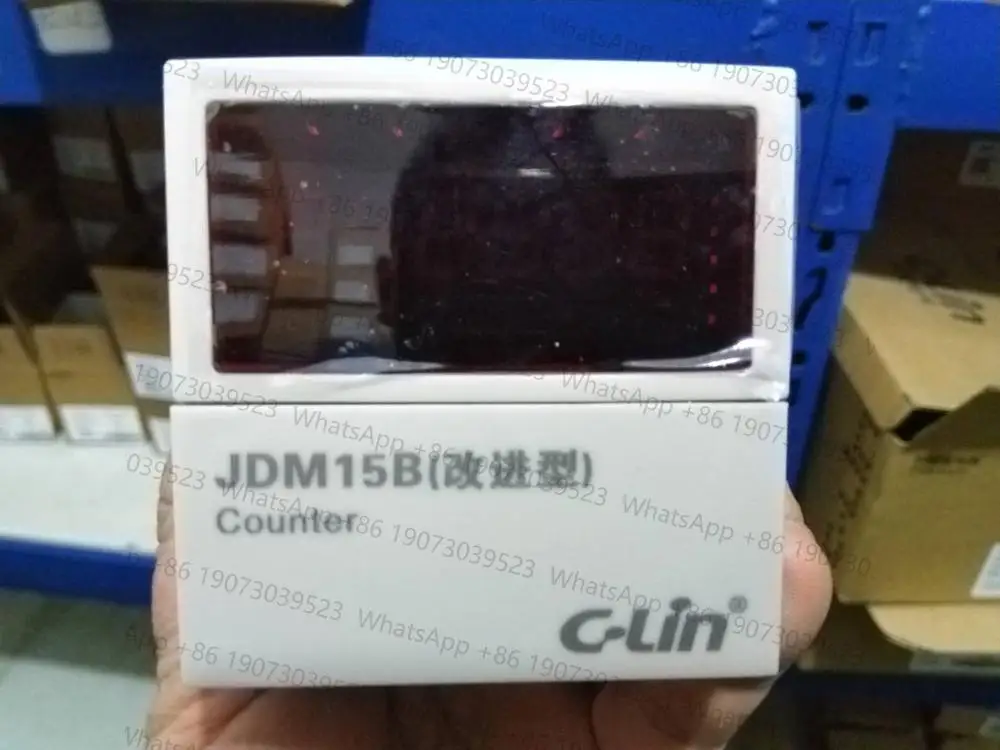 JDM15B(改进型)
Counter
C-Lin®
WhatsApp +86 19073039523